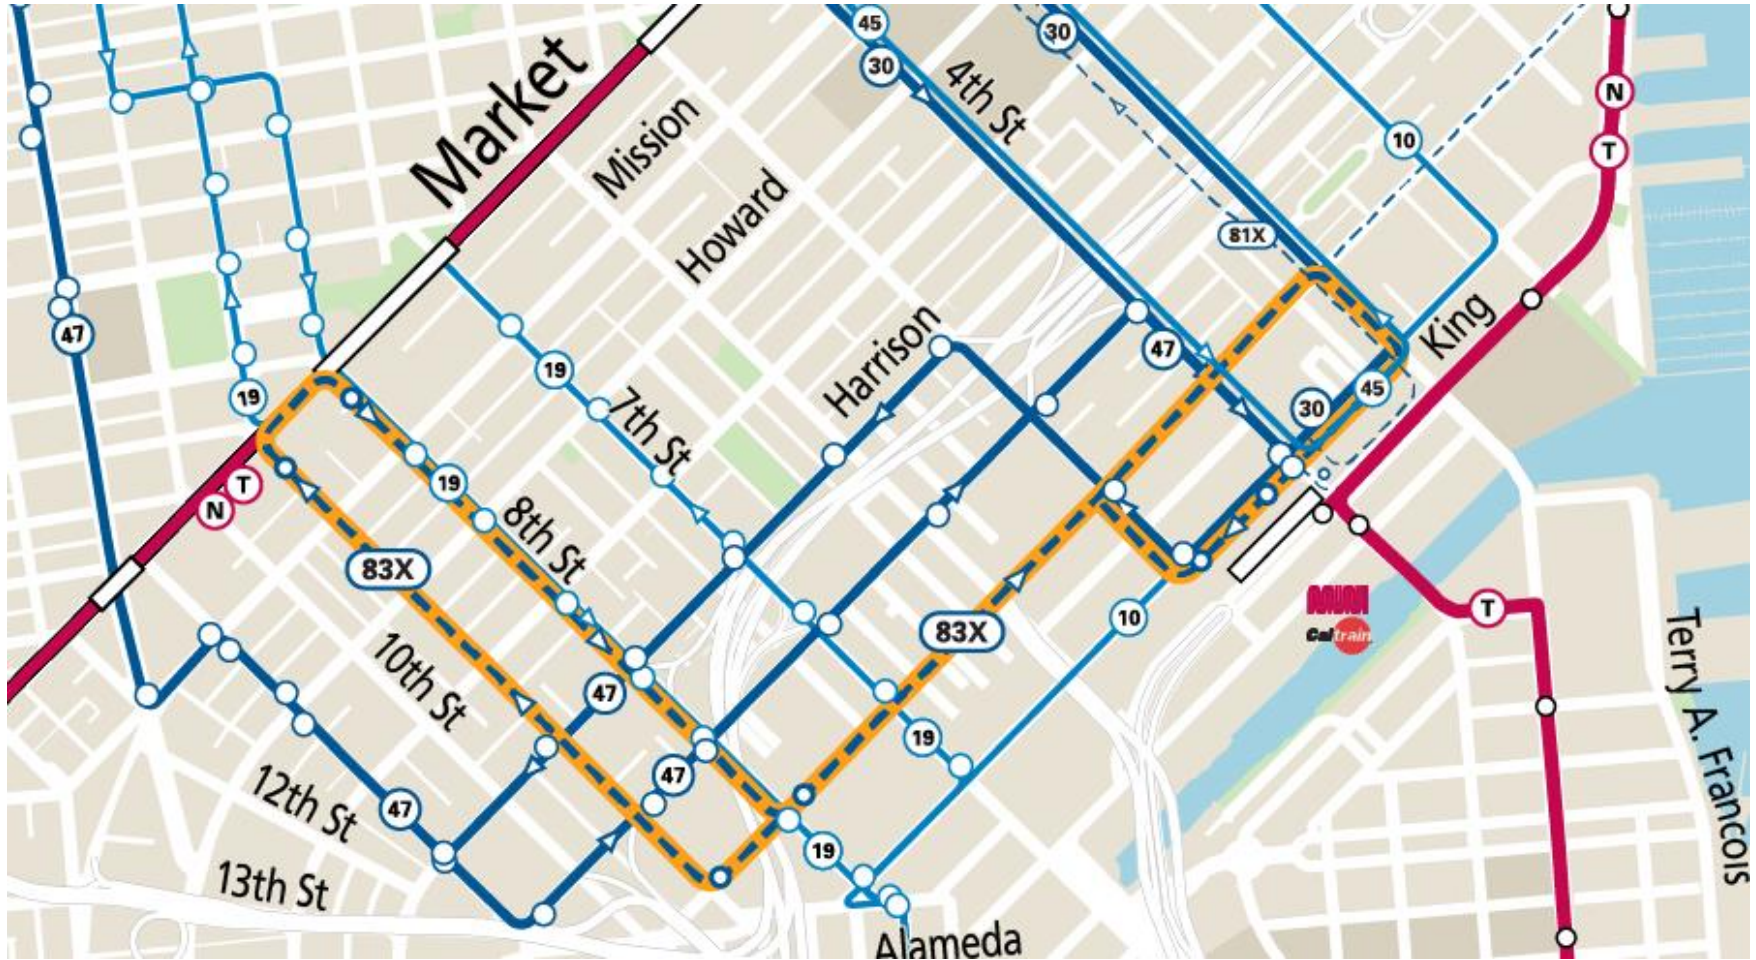 45
30
30
4th St
10
N
T
Market
Mission
Howard
81X
47
19
19
7th St
Harrison
47
King
45
30
T
N
19
8th St
83X
83X
10
MUNI
Caltrain
T
Terry A. Francois
10th St
47
19
47
12th St
47
19
13th St
Alameda